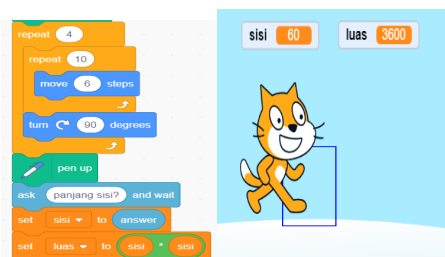 repeat 4
repeat 10
move 6 steps
turn 90 degrees
pen up
ask panjang sisi? and wait
set sisi to answer
set luas to sisi * sisi
sisi 60
luas 3600